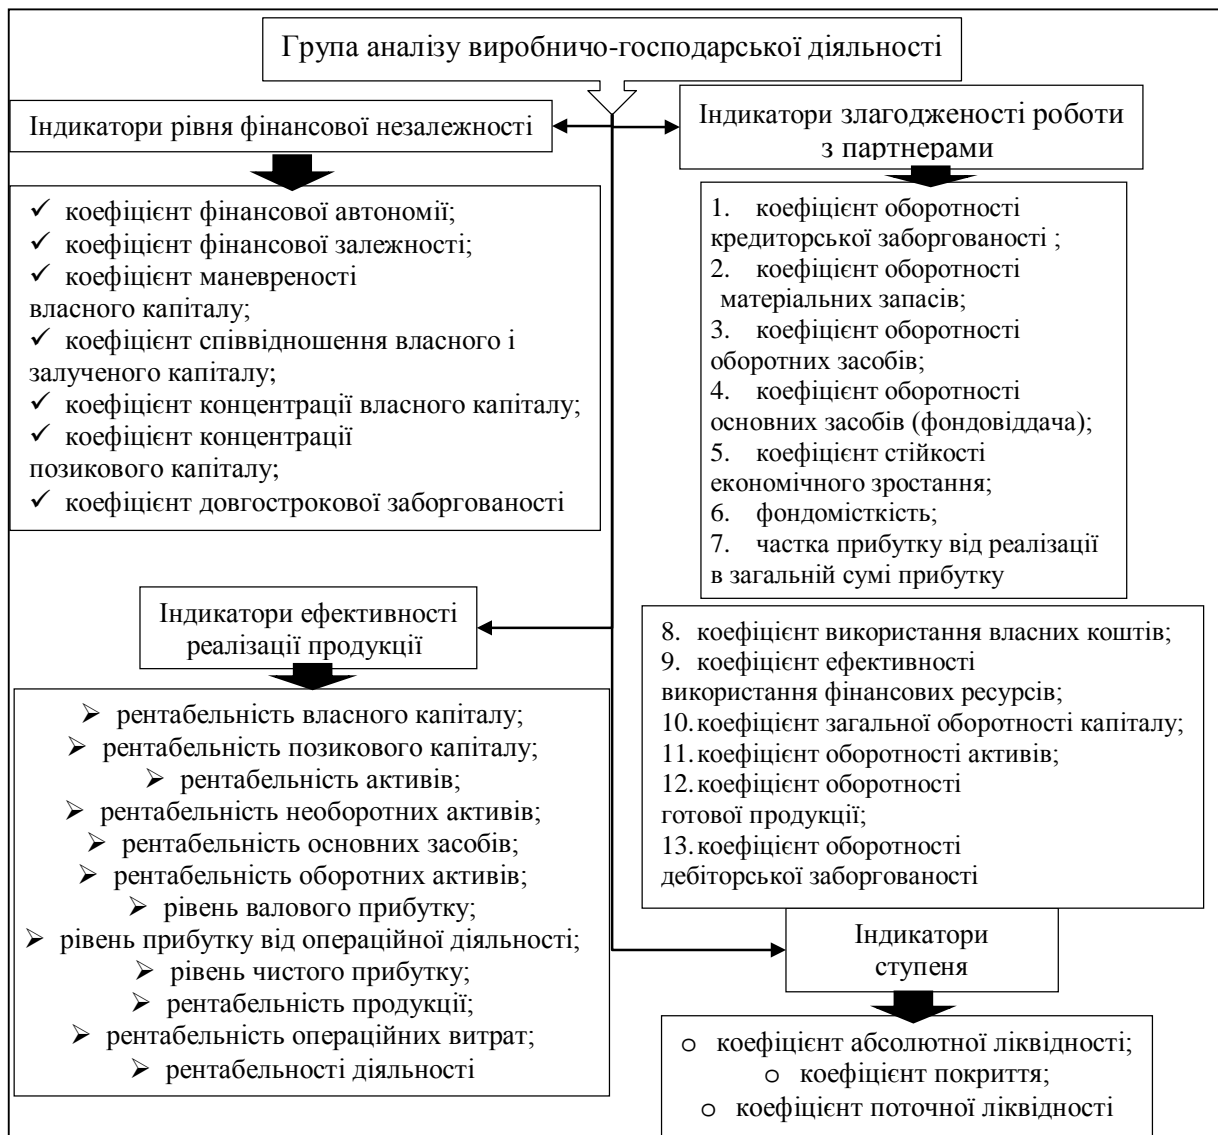 Група аналізу виробничо-господарської діяльності
Індикатори рівня фінансової незалежності
✓ коефіцієнт фінансової автономії;
✓ коефіцієнт фінансової залежності;
✓ коефіцієнт маневреності
власного капіталу;
✓ коефіцієнт співвідношення власного і
залученого капіталу;
✓ коефіцієнт концентрації власного капіталу;
✓ коефіцієнт концентрації
позикового капіталу;
✓ коефіцієнт довгострокової заборгованості
Індикатори злагодженості роботи
з партнерами
1. коефіцієнт оборотності
кредиторської заборгованості ;
2. коефіцієнт оборотності
матеріальних запасів;
3. коефіцієнт оборотності
оборотних засобів;
4. коефіцієнт оборотності
основних засобів (фондовіддача);
5. коефіцієнт стійкості
економічного зростання;
6. фондомісткість;
7. частка прибутку від реалізації
в загальній сумі прибутку
8. коефіцієнт використання власних коштів;
9. коефіцієнт ефективності
використання фінансових ресурсів;
10. коефіцієнт загальної оборотності капіталу;
11. коефіцієнт оборотності активів;
12. коефіцієнт оборотності
готової продукції;
13. коефіцієнт оборотності
дебіторської заборгованості
Індикатори ефективності
реалізації продукції
➢ рентабельність власного капіталу;
➢ рентабельність позикового капіталу;
➢ рентабельність активів;
➢ рентабельність необоротних активів;
➢ рентабельність основних засобів;
➢ рентабельність оборотних активів;
➢ рівень валового прибутку;
➢ рівень прибутку від операційної діяльності;
➢ рівень чистого прибутку;
➢ рентабельність продукції;
➢ рентабельність операційних витрат;
➢ рентабельності діяльності
Індикатори
ступеня
o коефіцієнт абсолютної ліквідності;
o коефіцієнт покриття;
o коефіцієнт поточної ліквідності